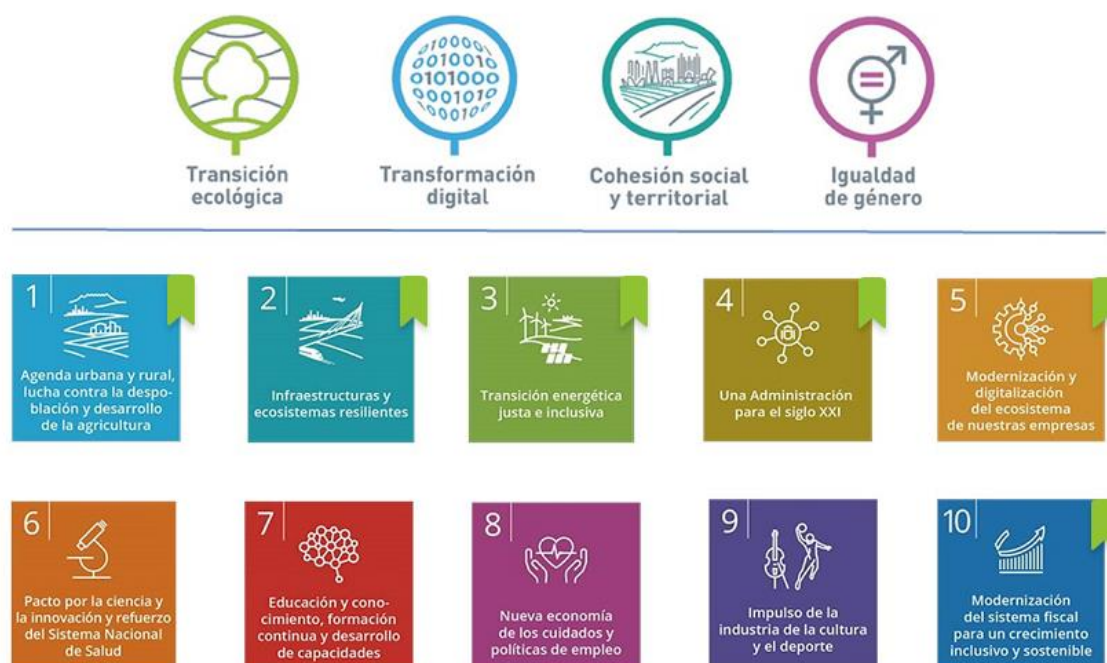 Transición
ecológica
Transformación
digital
Cohesión social
y territorial
Igualdad
de género
1
Agenda urbana y rural,
lucha contra la despo-
blación y desarrollo
de la agricultura
2
Infraestructuras y
ecosistemas resilientes
3
Transición energética
justa e inclusiva
4
Una Administración
para el siglo XXI
5
Modernización y
digitalización
del ecosistema
de nuestras empresas
6
Pacto por la ciencia y
la innovación y refuerzo
del Sistema Nacional
de Salud
7
Educación y cono-
cimiento, formación
continua y desarrollo
de capacidades
8
Nueva economía
de los cuidados y
políticas de empleo
9
Impulso de la
industria de la cultura
y el deporte
10
Modernización
del sistema fiscal
para un crecimiento
inclusivo y sostenible